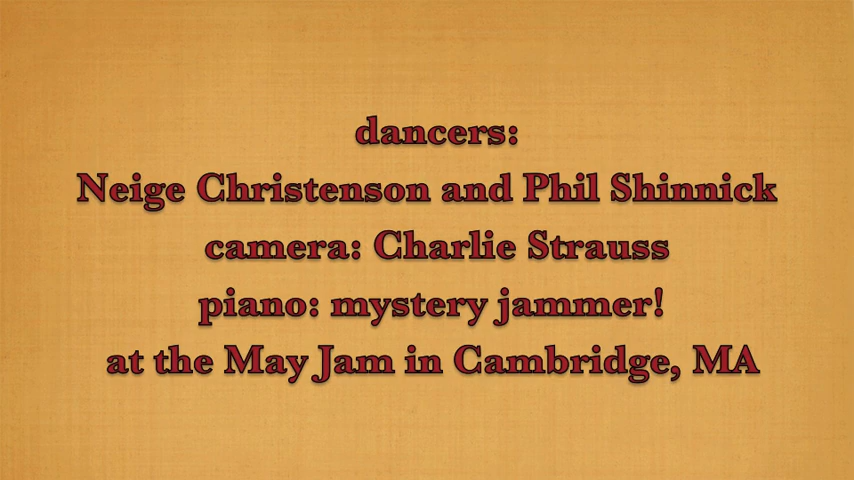 dancers:
Neige Christenson and Phil Shinnick
camera: Charlie Strauss
piano: mystery jammer!
at the May Jam in Cambridge, MA